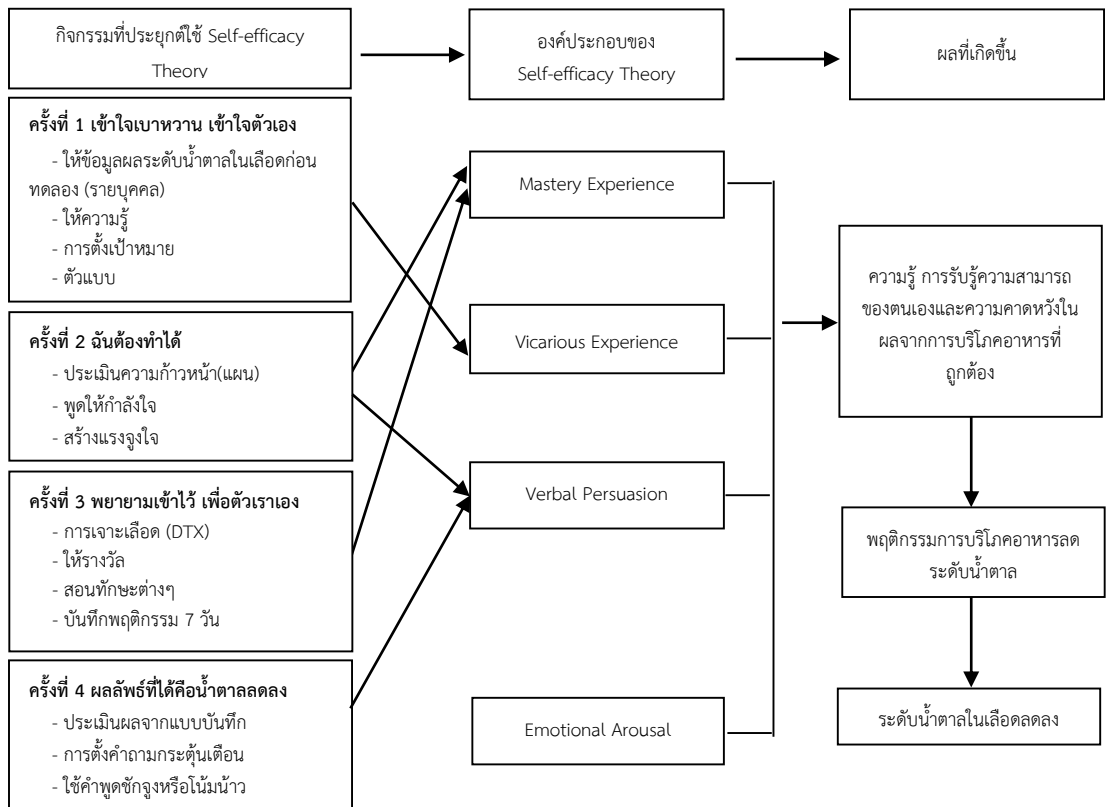 กิจกรรมที่ประยุกต์ใช้ Self-efficacy
Theory
องค์ประกอบของ
Self-efficacy Theory
ผลที่เกิดขึ้น
ครั้งที่ 1 เข้าใจเบาหวาน เข้าใจตัวเอง
- ให้ข้อมูลผลระดับน้ำตาลในเลือดก่อน
ทดลอง (รายบุคคล)
- ให้ความรู้
- การตั้งเป้าหมาย
- ตัวแบบ
ครั้งที่ 2 ฉันต้องทำได้
- ประเมินความก้าวหน้า(แผน)
- พูดให้กำลังใจ
- สร้างแรงจูงใจ
ครั้งที่ 3 พยายามเข้าไว้ เพื่อตัวเราเอง
- การเจาะเลือด (DTX)
- ให้รางวัล
- สอนทักษะต่างๆ
- บันทึกพฤติกรรม 7 วัน
ครั้งที่ 4 ผลลัพธ์ที่ได้คือน้ำตาลลดลง
- ประเมินผลจากแบบบันทึก
- การตั้งคำถามกระตุ้นเตือน
- ใช้คำพูดชักจูงหรือโน้มน้าว
Mastery Experience
Vicarious Experience
Verbal Persuasion
Emotional Arousal
ความรู้ การรับรู้ความสามารถ
ของตนเองและความคาดหวังใน
ผลจากการบริโภคอาหารที่
ถูกต้อง
พฤติกรรมการบริโภคอาหารลด
ระดับน้ำตาล
ระดับน้ำตาลในเลือดลดลง